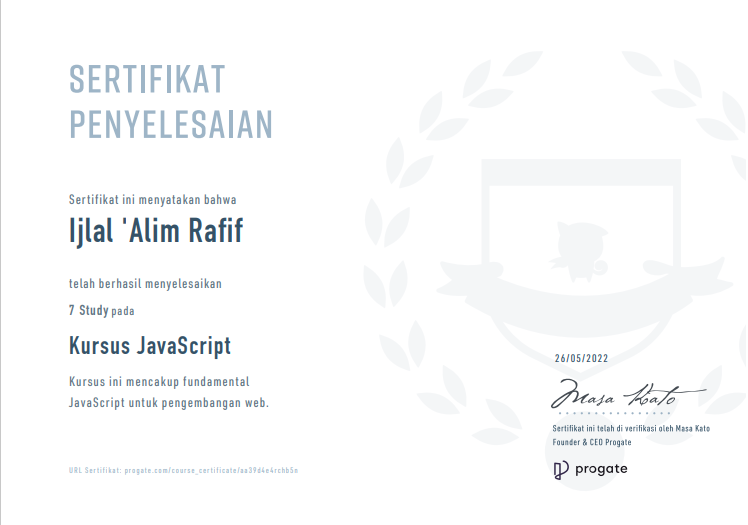 SERTIFIKAT
PENYELESAIAN
Sertifikat ini menyatakan bahwa
Ijlal 'Alim Rafif
telah berhasil menyelesaikan
7 Study pada
Kursus JavaScript
Kursus ini mencakup fundamental
JavaScript untuk pengembangan web.
26/05/2022
Masa Kato
Sertifikat ini telah di verifikasi oleh Masa Kato
Founder & CEO Progate
progate
URL Sertifikat: progate.com/course_certificate/aa39d4e4rchb5n